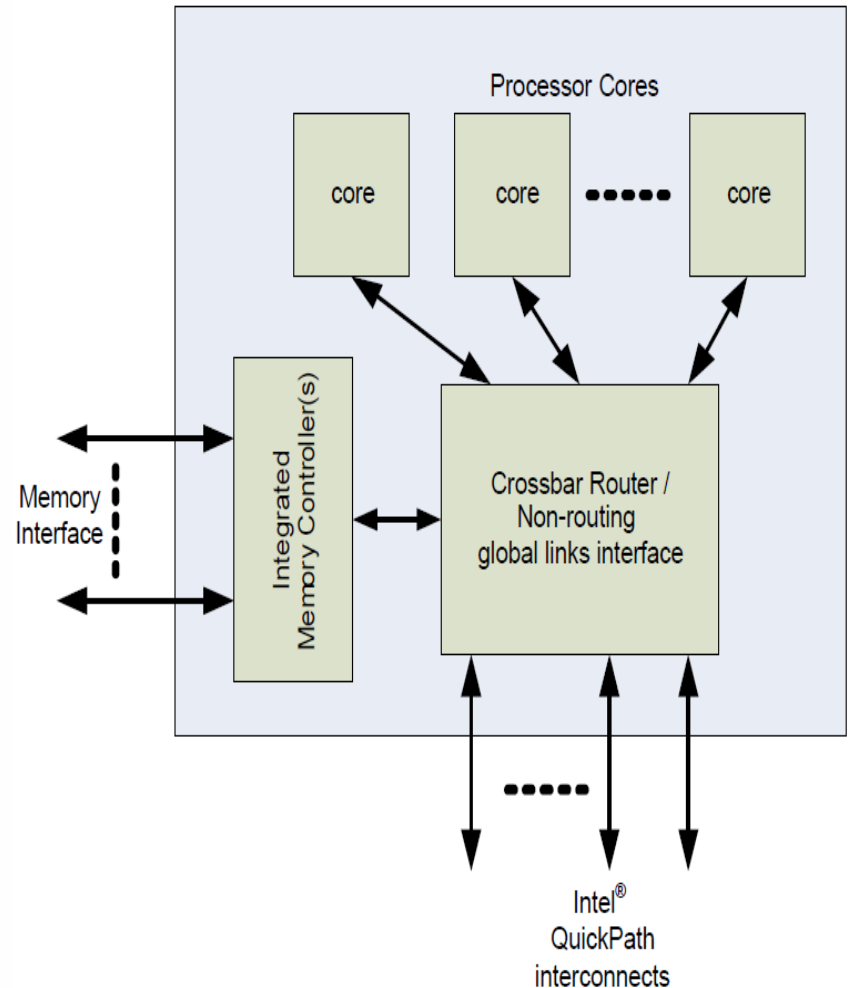 Processor Cores
core
core
core
Integrated
Memory Controller(s)
Memory
Interface
Crossbar Router /
Non-routing
global links interface
Intel®
QuickPath
interconnects